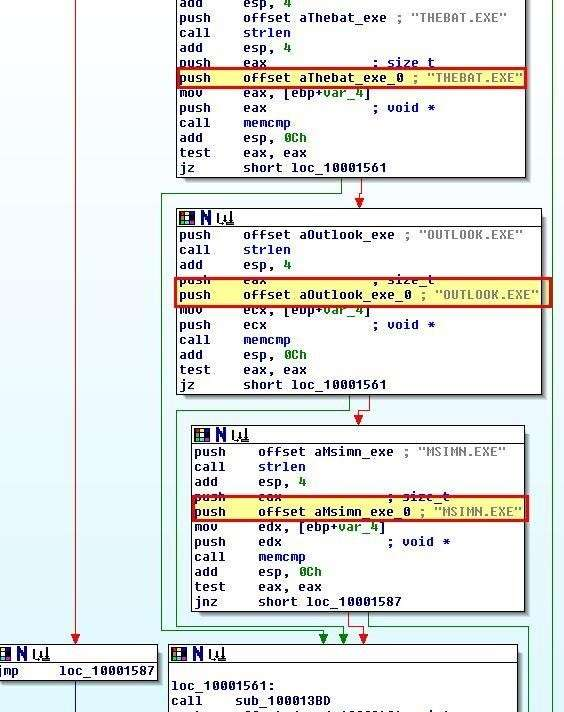 add esp, 4
push offset aThebat_exe ; "THEBAT.EXE"
call strlen
add esp, 4
push eax ; size_t
push offset aThebat_exe_0 ; "THEBAT.EXE"
mov eax, [ebp+var_4]
push eax ; void *
call memcmp
add esp, 0Ch
test eax, eax
jz short loc_10001561
push offset aOutlook_exe ; "OUTLOOK.EXE"
call strlen
add esp, 4
push eax ; size_t
push offset aOutlook_exe_0 ; "OUTLOOK.EXE"
mov ecx, [ebp+var_4]
push ecx ; void *
call memcmp
add esp, 0Ch
test eax, eax
jz short loc_10001561
push offset aMsimn_exe ; "MSIMN.EXE"
call strlen
add esp, 4
push eax ; size_t
push offset aMsimn_exe_0 ; "MSIMN.EXE"
mov edx, [ebp+var_4]
push edx ; void *
call memcmp
add esp, 0Ch
test eax, eax
jnz short loc_10001587
jmp loc_10001587
loc_10001561:
call sub_100013BD